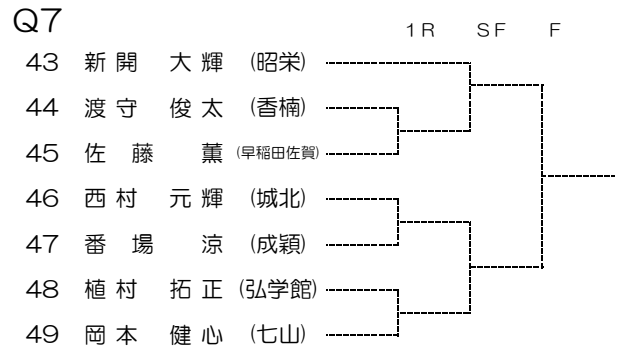 Q7
1R SF F
43 新開 大輝 (昭栄)
44 渡守 俊太 (香楠)
45 佐藤 薫 (早稲田佐賀)
46 西村 元輝 (城北)
47 番場 涼 (成穎)
48 植村 拓正 (弘学館)
49 岡本 健心 (七山)